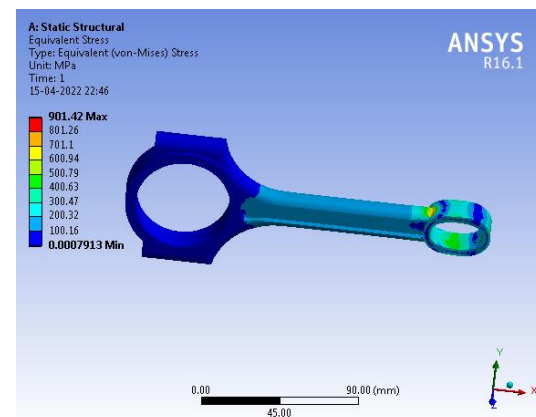 A: Static Structural
Equivalent Stress
Type: Equivalent (von-Mises) Stress
Unit: MPa
Time: 1
15-04-2022 22:46
ANSYS
R16.1
901.42 Max
801.26
701.1
600.94
500.79
400.63
300.47
200.32
100.16
0.0007913 Min
0.00
90.00 (mm)
45.00
Y
X
Z